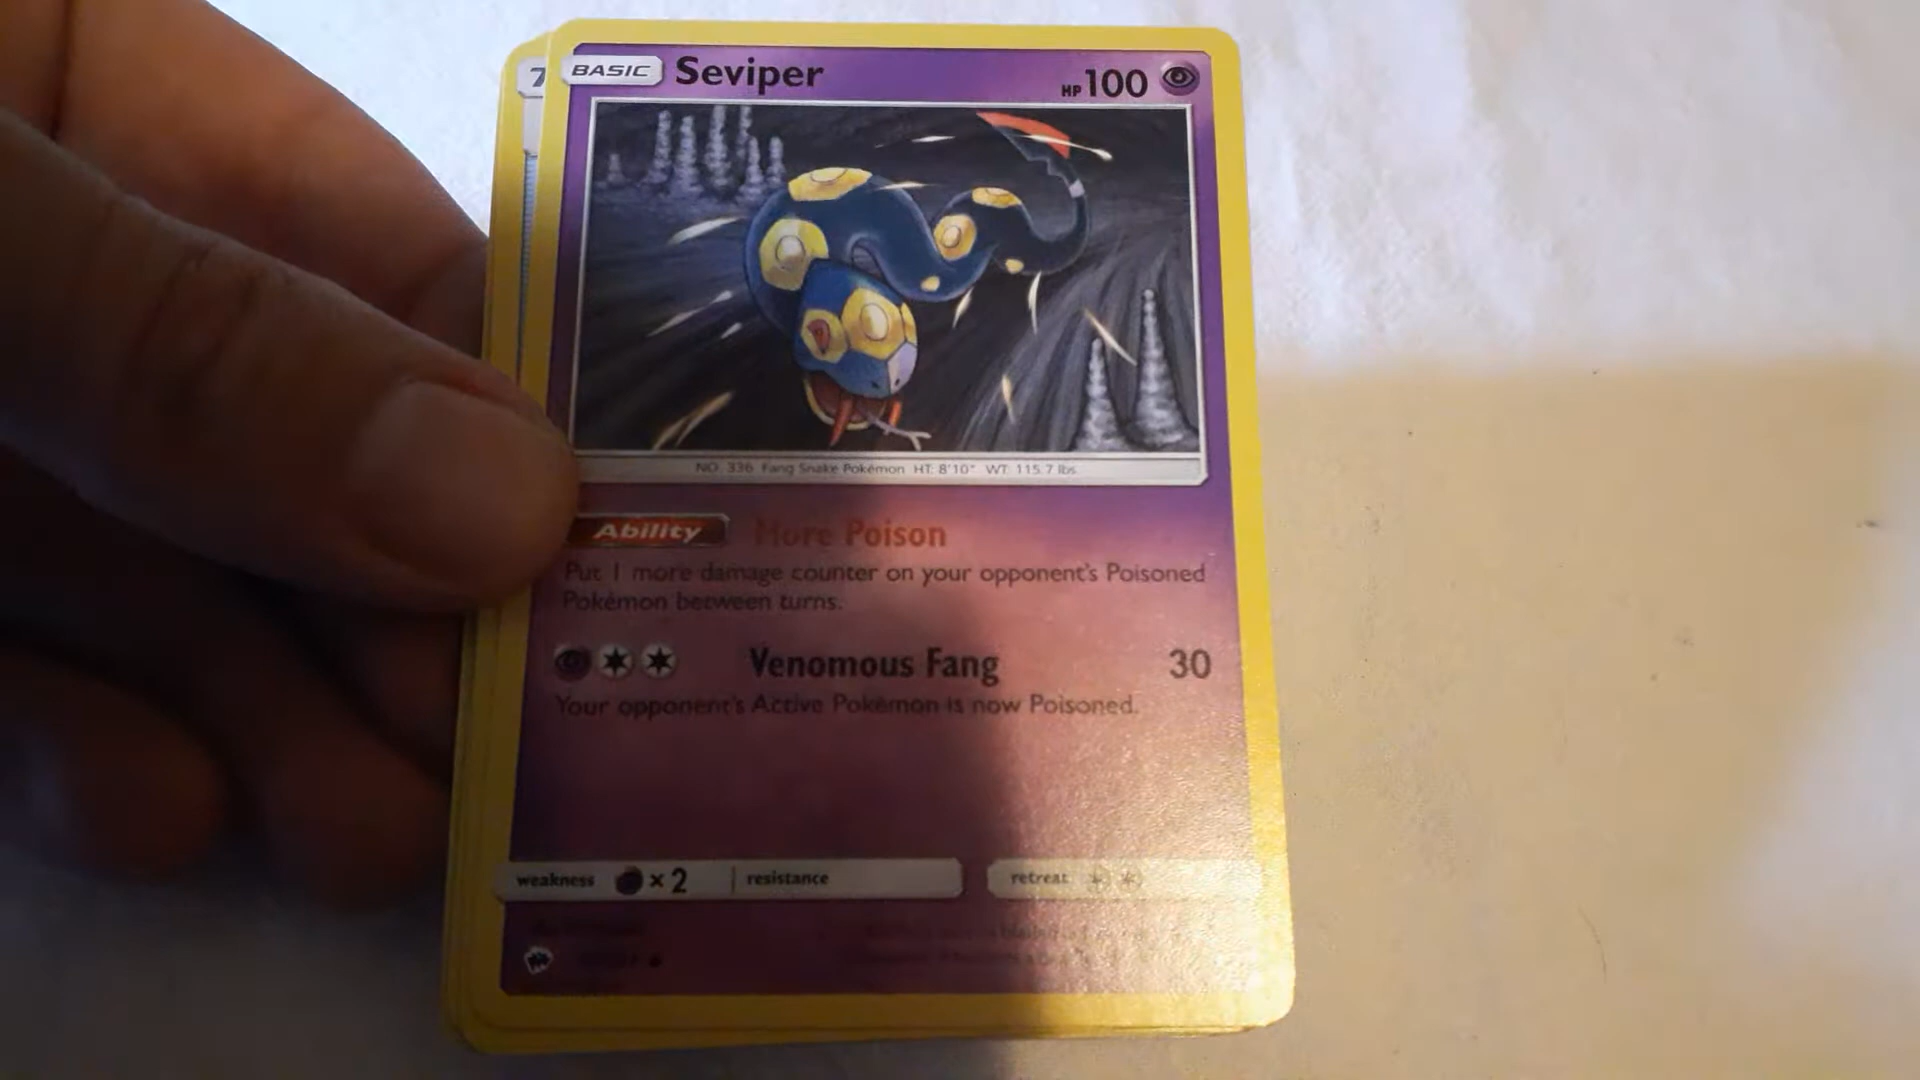 7
BASIC Seviper HP 100
NO. 336 Fang Snake Pokémon HT: 8'10" WT: 115.7 lbs
Ability More Poison
Put 1 more damage counter on your opponent's Poisoned
Pokémon between turns.
Venomous Fang 30
Your opponent's Active Pokémon is now Poisoned.
weakness ×2 resistance retreat